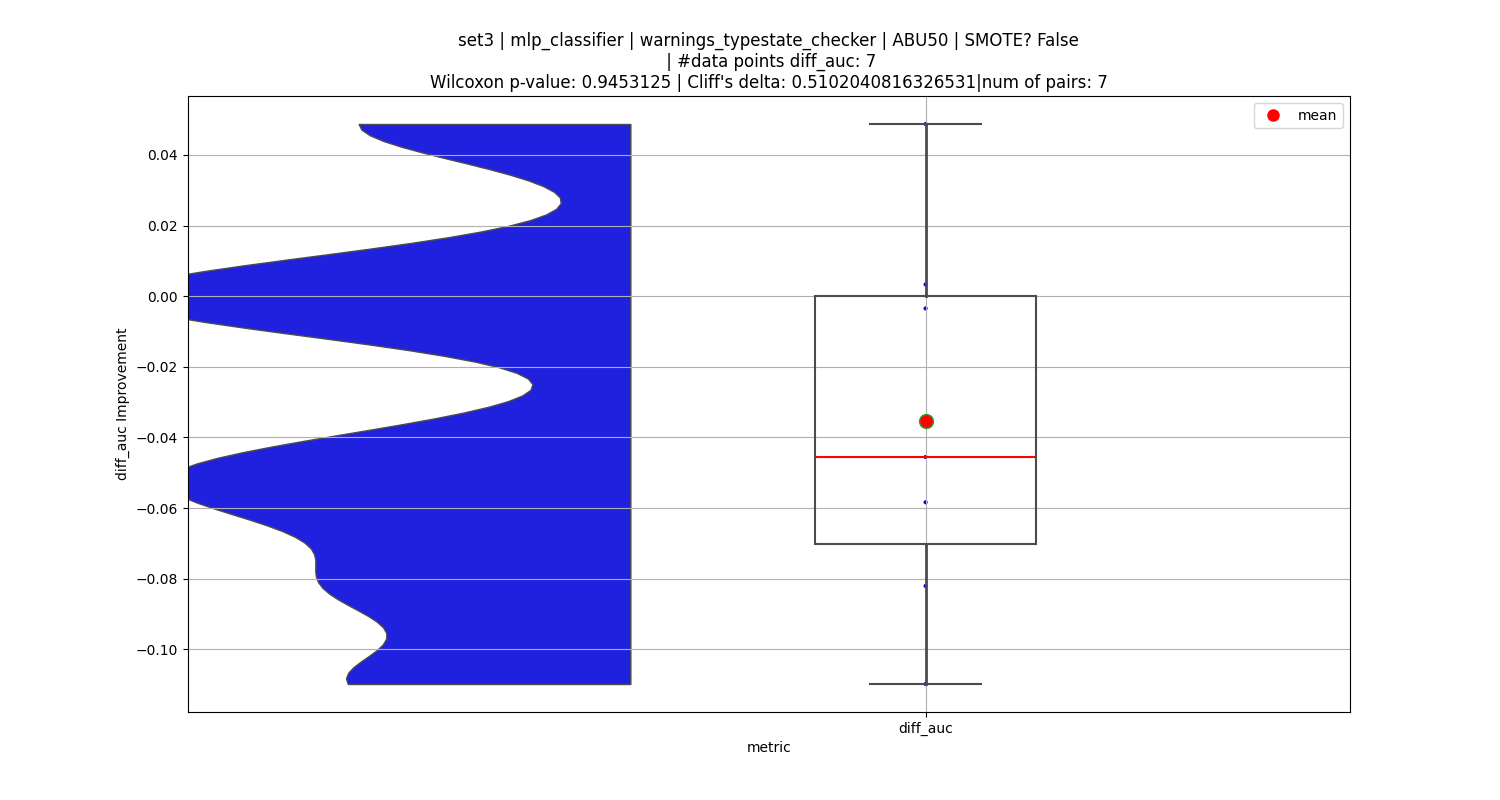 set3 | mlp_classifier | warnings_typestate_checker | ABU50 | SMOTE? False
| #data points diff_auc: 7
Wilcoxon p-value: 0.9453125 | Cliff's delta: 0.5102040816326531|num of pairs: 7
mean
0.04
0.02
0.00
−0.02
−0.04
−0.06
−0.08
−0.10
diff_auc Improvement
diff_auc
metric